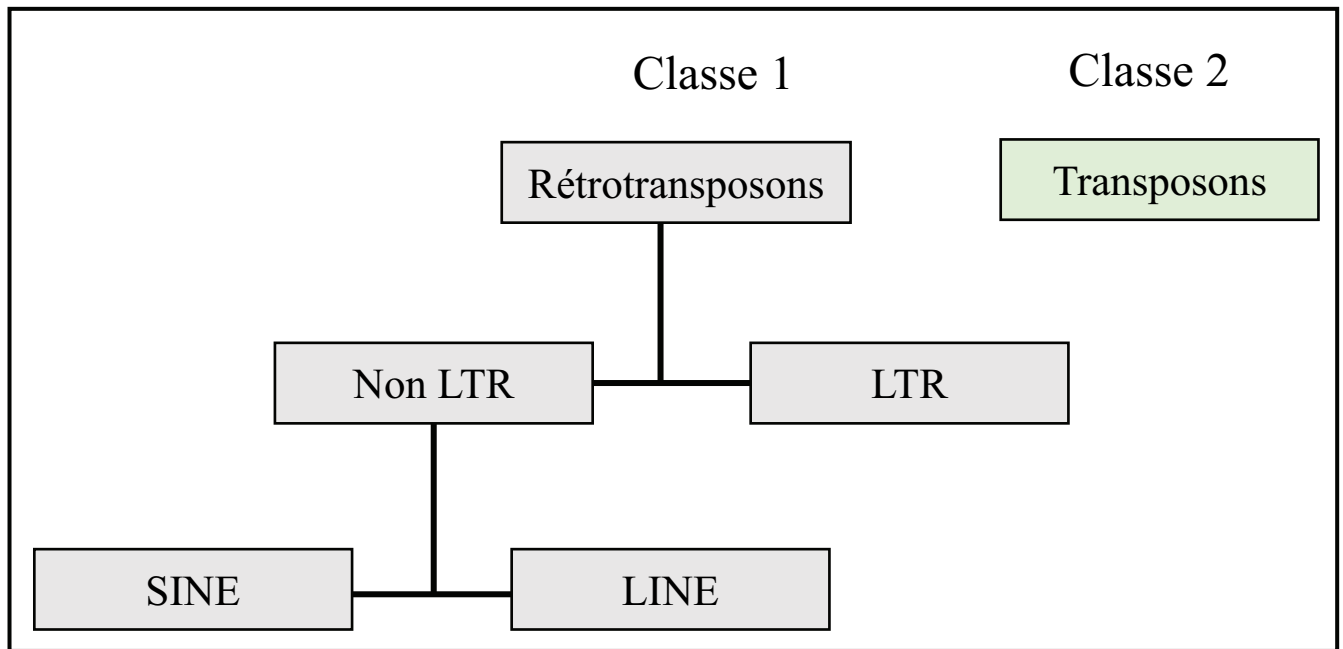 Classe 1
Classe 2
Rétrotransposons
Transposons
Non LTR
LTR
SINE
LINE